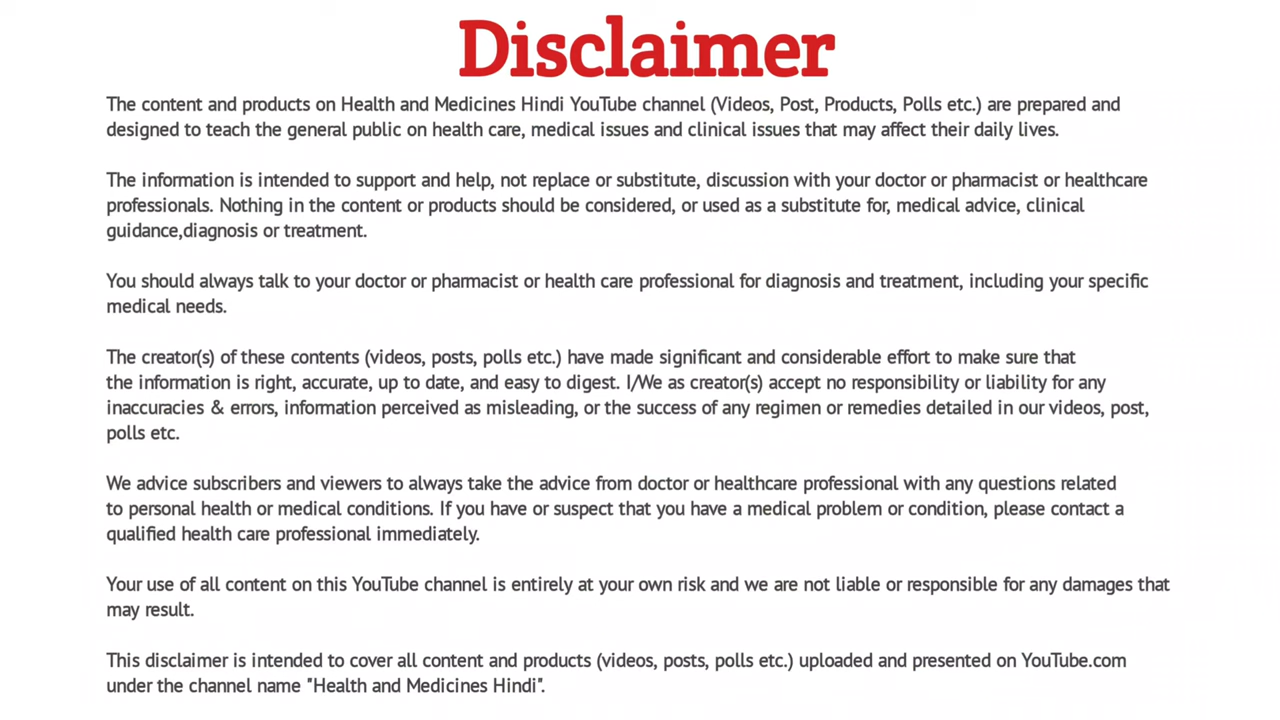 Disclaimer
The content and products on Health and Medicines Hindi YouTube channel (Videos, Post, Products, Polls etc.) are prepared and
designed to teach the general public on health care, medical issues and clinical issues that may affect their daily lives.
The information is intended to support and help, not replace or substitute, discussion with your doctor or pharmacist or healthcare
professionals. Nothing in the content or products should be considered, or used as a substitute for, medical advice, clinical
guidance,diagnosis or treatment.
You should always talk to your doctor or pharmacist or health care professional for diagnosis and treatment, including your specific
medical needs.
The creator(s) of these contents (videos, posts, polls etc.) have made significant and considerable effort to make sure that
the information is right, accurate, up to date, and easy to digest. I/We as creator(s) accept no responsibility or liability for any
inaccuracies & errors, information perceived as misleading, or the success of any regimen or remedies detailed in our videos, post,
polls etc.
We advice subscribers and viewers to always take the advice from doctor or healthcare professional with any questions related
to personal health or medical conditions. If you have or suspect that you have a medical problem or condition, please contact a
qualified health care professional immediately.
Your use of all content on this YouTube channel is entirely at your own risk and we are not liable or responsible for any damages that
may result.
This disclaimer is intended to cover all content and products (videos, posts, polls etc.) uploaded and presented on YouTube.com
under the channel name "Health and Medicines Hindi".